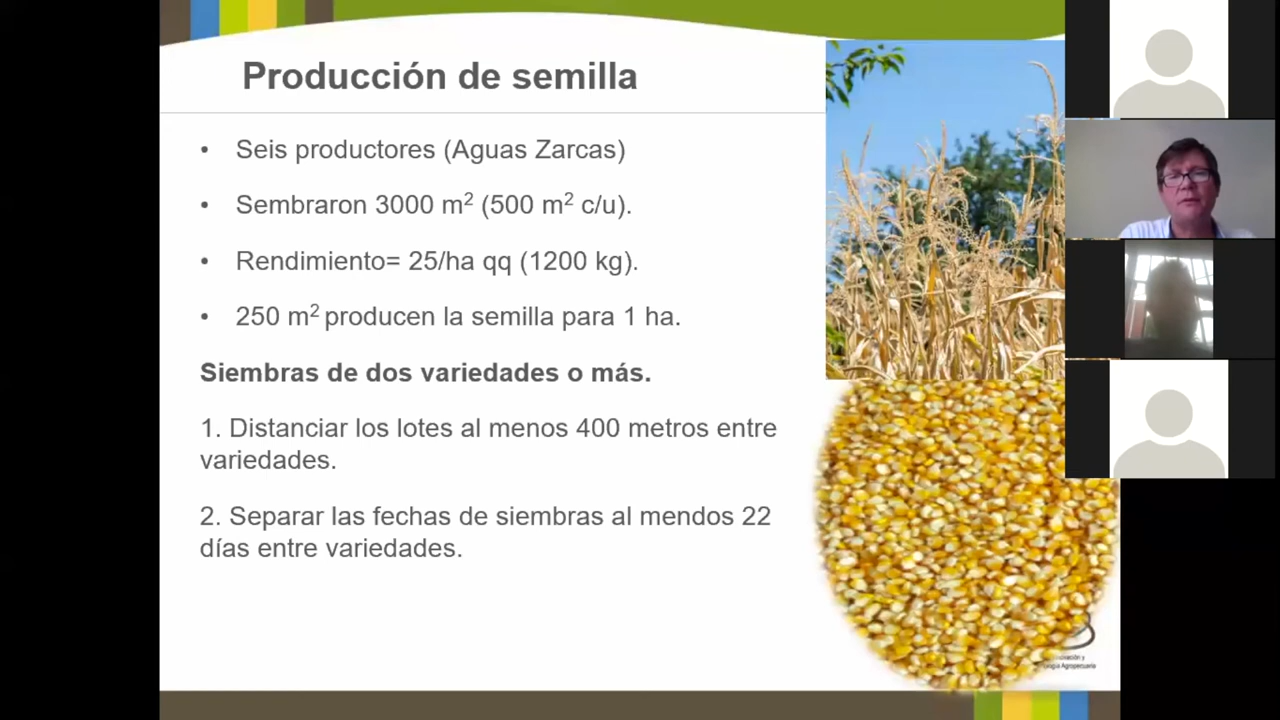 Producción de semilla
• Seis productores (Aguas Zarcas)
• Sembraron 3000 m² (500 m² c/u).
• Rendimiento= 25/ha qq (1200 kg).
• 250 m² producen la semilla para 1 ha.
Siembras de dos variedades o más.
1. Distanciar los lotes al menos 400 metros entre
variedades.
2. Separar las fechas de siembras al mendos 22
días entre variedades.
Agropecuaria